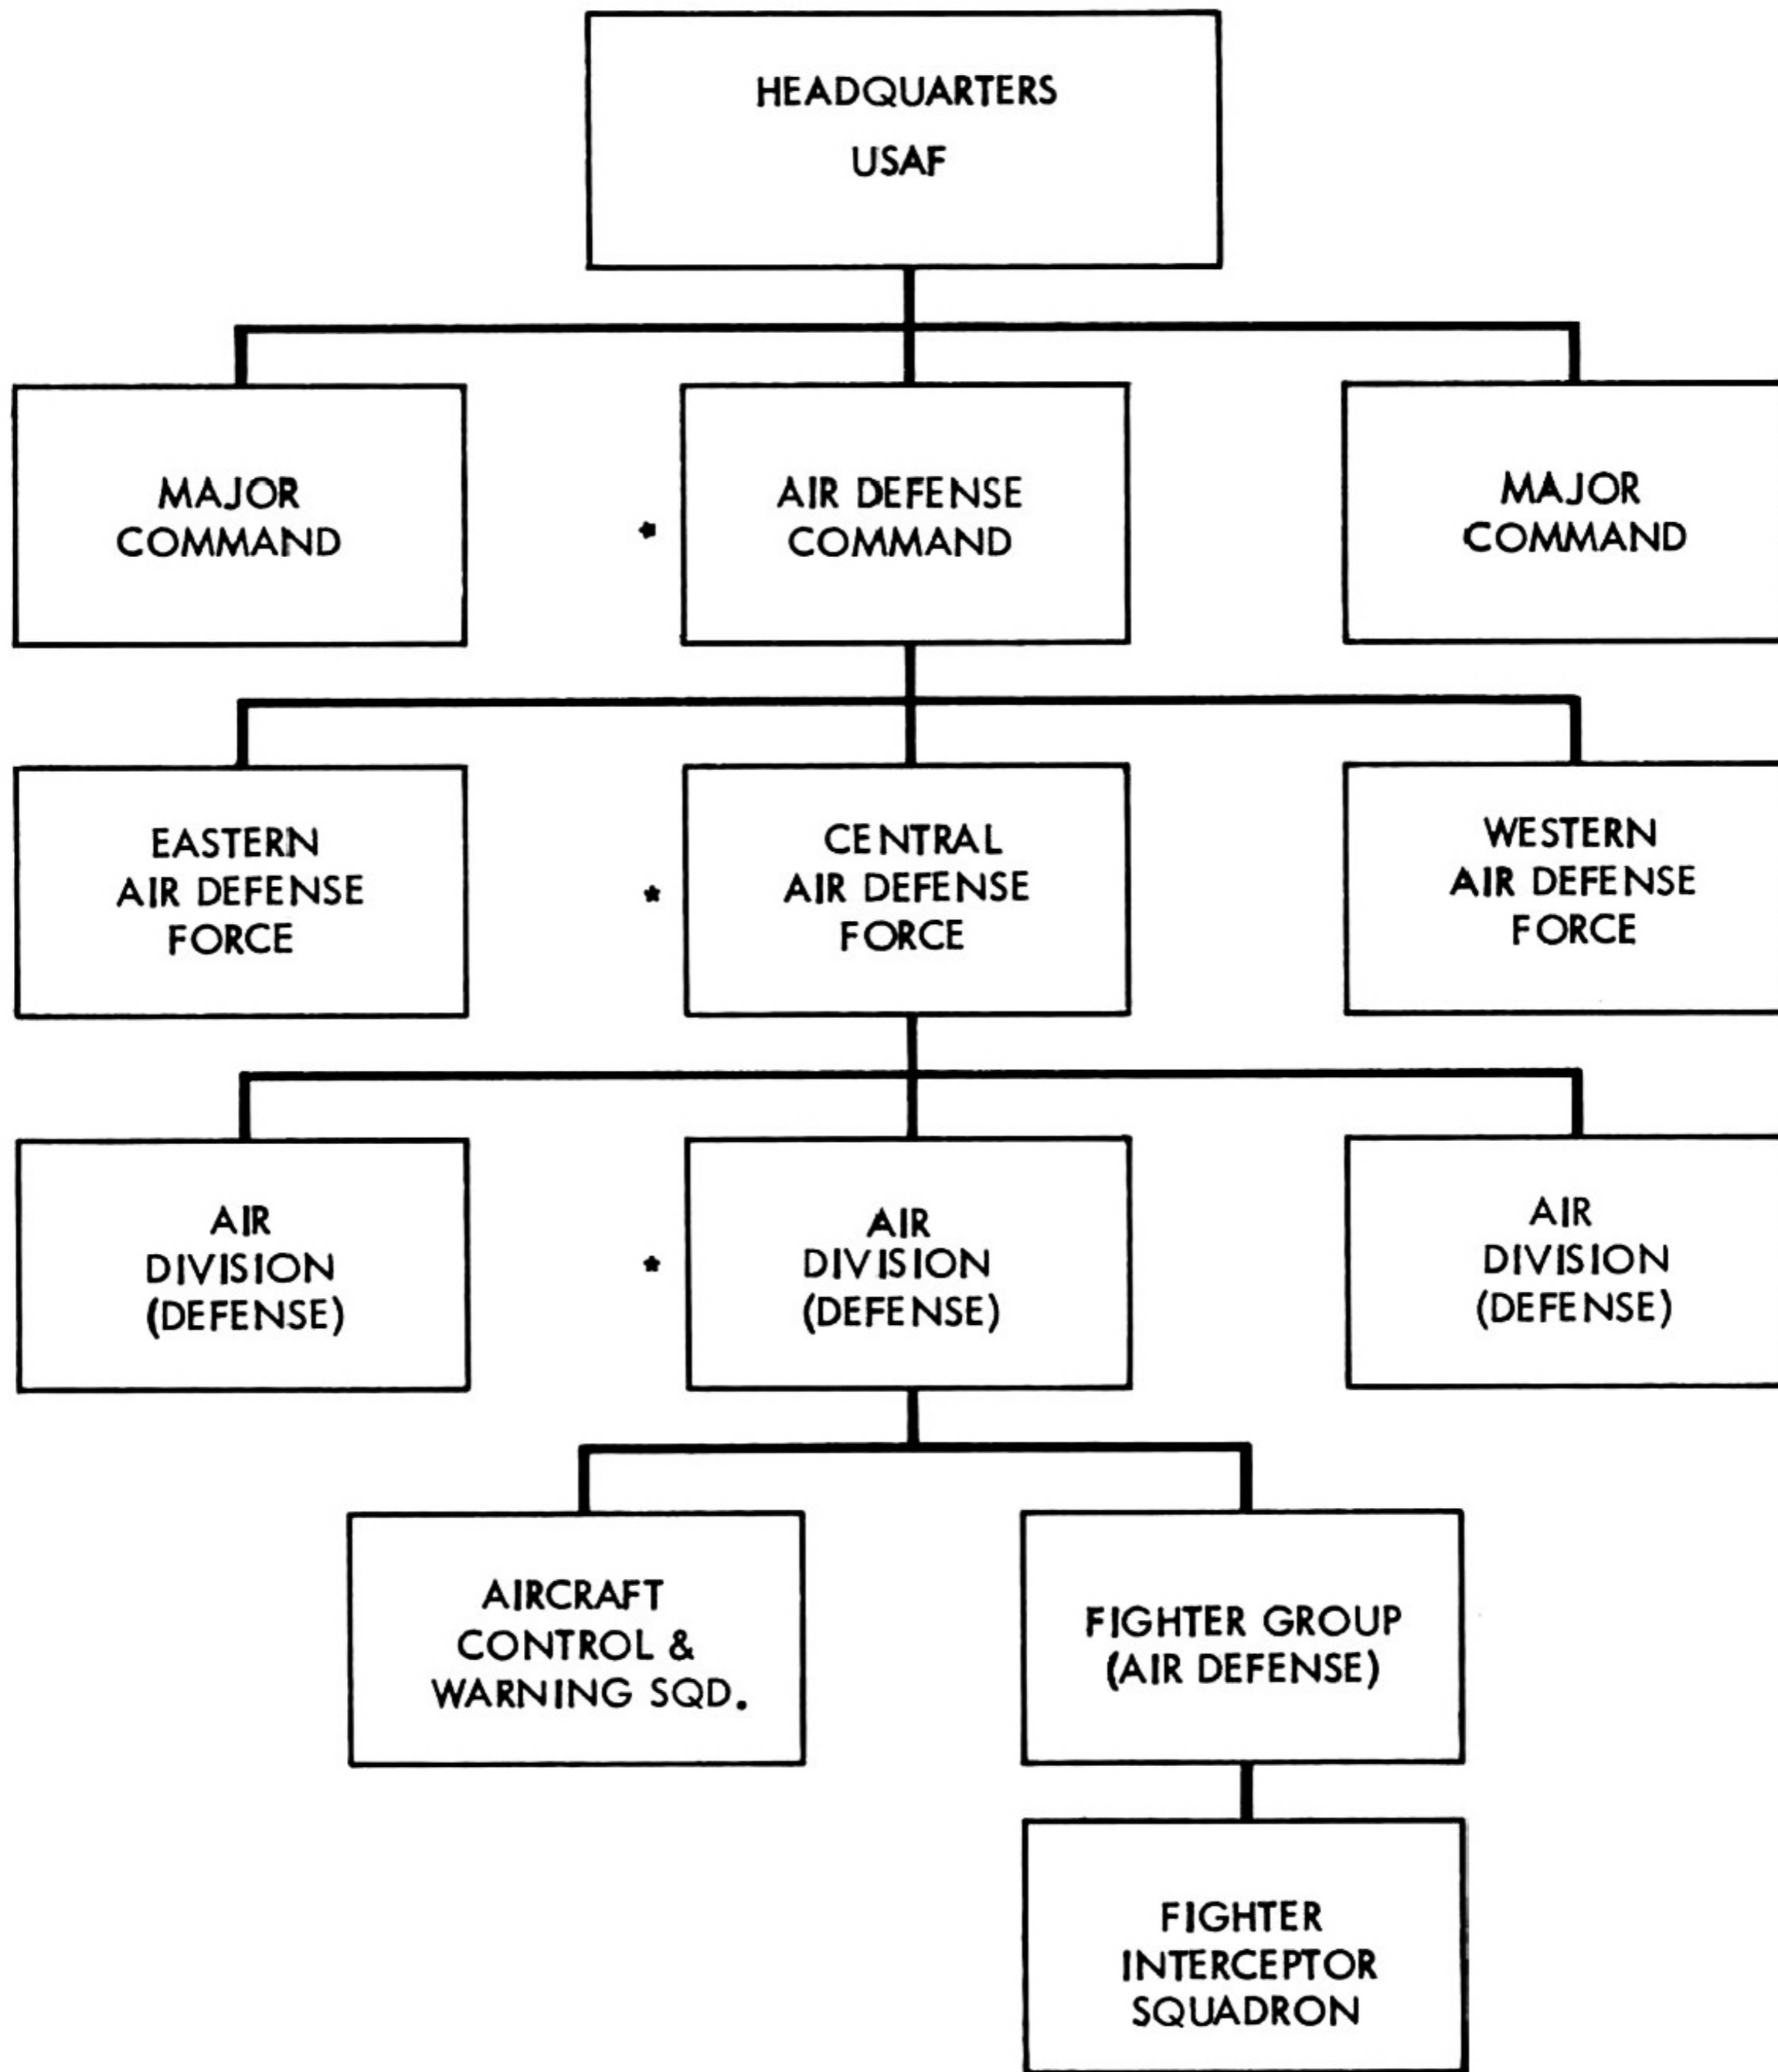 HEADQUARTERS
USAF
MAJOR
COMMAND
*
AIR DEFENSE
COMMAND
MAJOR
COMMAND
EASTERN
AIR DEFENSE
FORCE
*
CENTRAL
AIR DEFENSE
FORCE
WESTERN
AIR DEFENSE
FORCE
AIR
DIVISION
(DEFENSE)
*
AIR
DIVISION
(DEFENSE)
AIR
DIVISION
(DEFENSE)
AIRCRAFT
CONTROL &
WARNING SQD.
FIGHTER GROUP
(AIR DEFENSE)
FIGHTER
INTERCEPTOR
SQUADRON